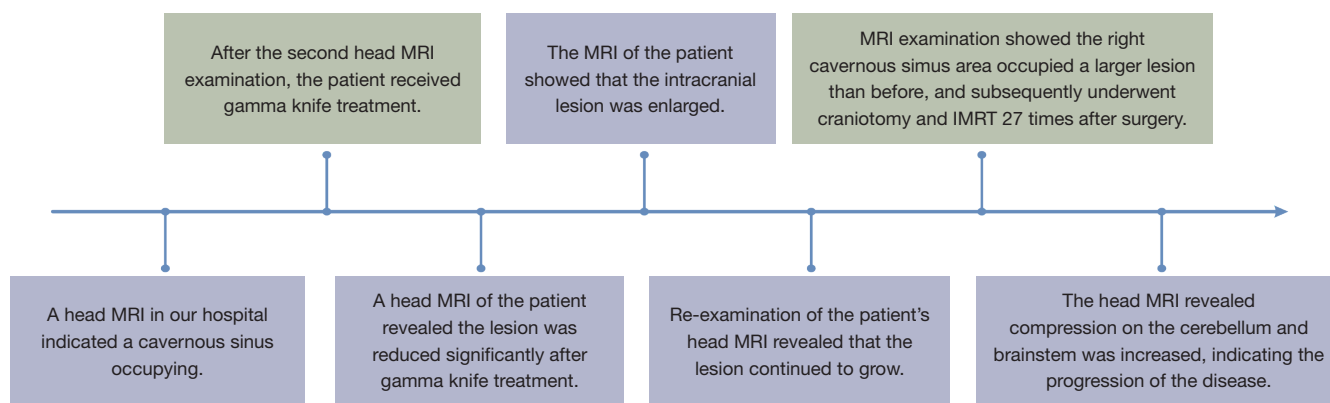 After the second head MRI
examination, the patient received
gamma knife treatment.
The MRI of the patient
showed that the intracranial
lesion was enlarged.
MRI examination showed the right
cavernous simus area occupied a larger lesion
than before, and subsequently underwent
craniotomy and IMRT 27 times after surgery.
A head MRI in our hospital
indicated a cavernous sinus
occupying.
A head MRI of the patient
revealed the lesion was
reduced significantly after
gamma knife treatment.
Re-examination of the patient’s
head MRI revealed that the
lesion continued to grow.
The head MRI revealed
compression on the cerebellum and
brainstem was increased, indicating the
progression of the disease.